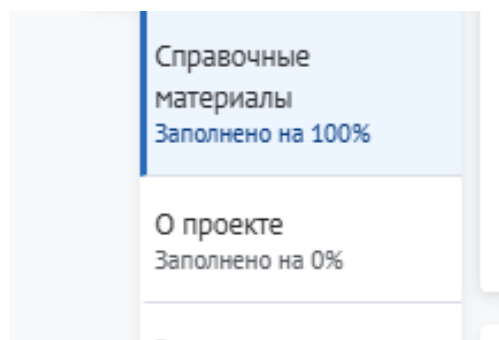 Справочные
материалы
Заполнено на 100%
О проекте
Заполнено на 0%